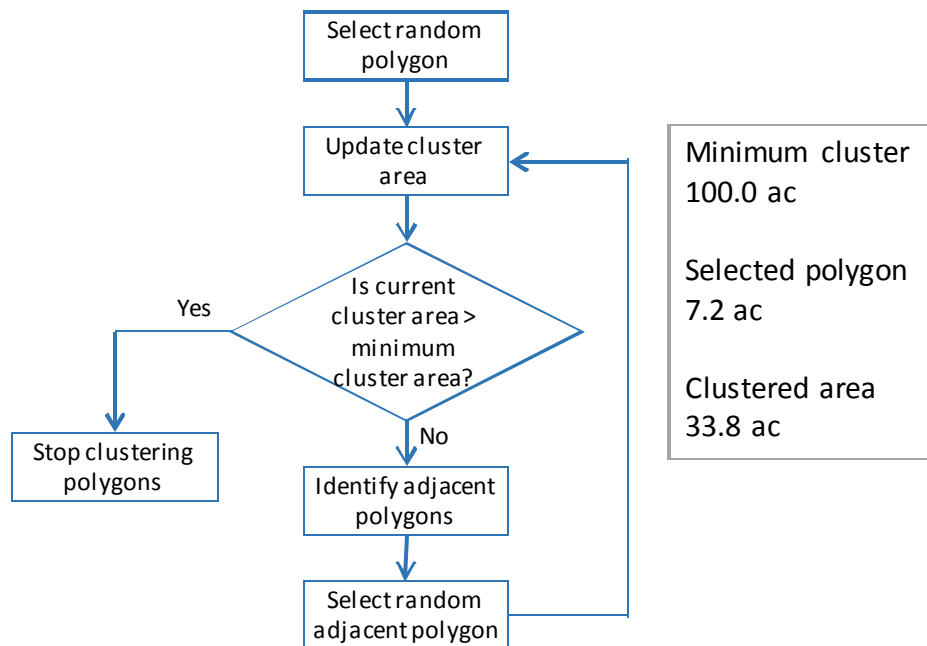 Select random
polygon
Update cluster
area
Is current
cluster area >
minimum
cluster area?
Yes
No
Stop clustering
polygons
Identify adjacent
polygons
Select random
adjacent polygon
Minimum cluster
100.0 ac
Selected polygon
7.2 ac
Clustered area
33.8 ac